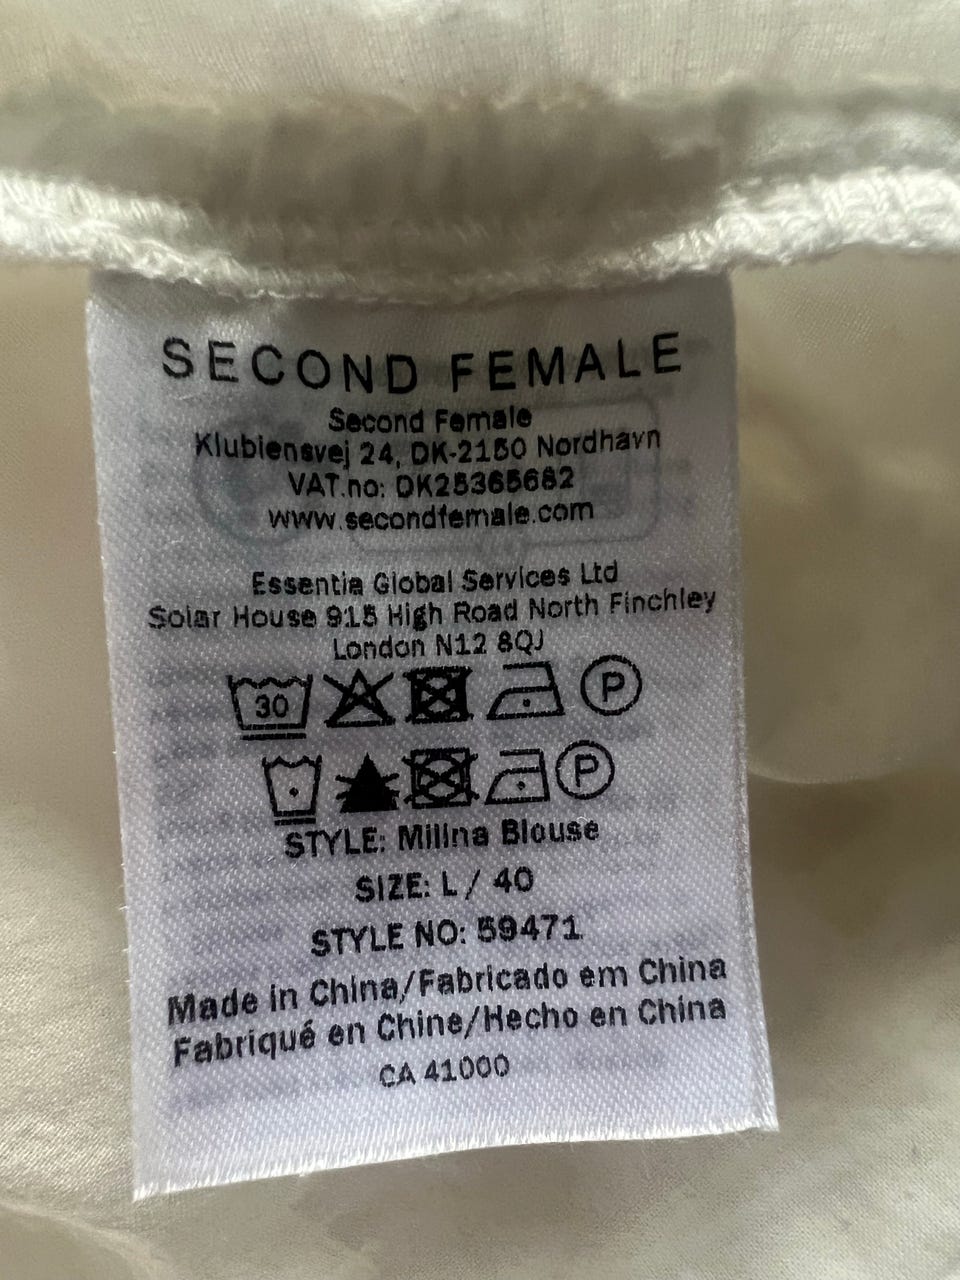 SECOND FEMALE
Second Female
Klubiensvej 24, DK-2150 Nordhavn
VAT.no: DK25365682
www.secondfemale.com
Essentia Global Services Ltd
Solar House 915 High Road North Finchley
London N12 8QJ
30 P
P
STYLE: Milina Blouse
SIZE: L / 40
STYLE NO: 59471
Made in China/Fabricado em China
Fabriqué en Chine/Hecho en China
CA 41000